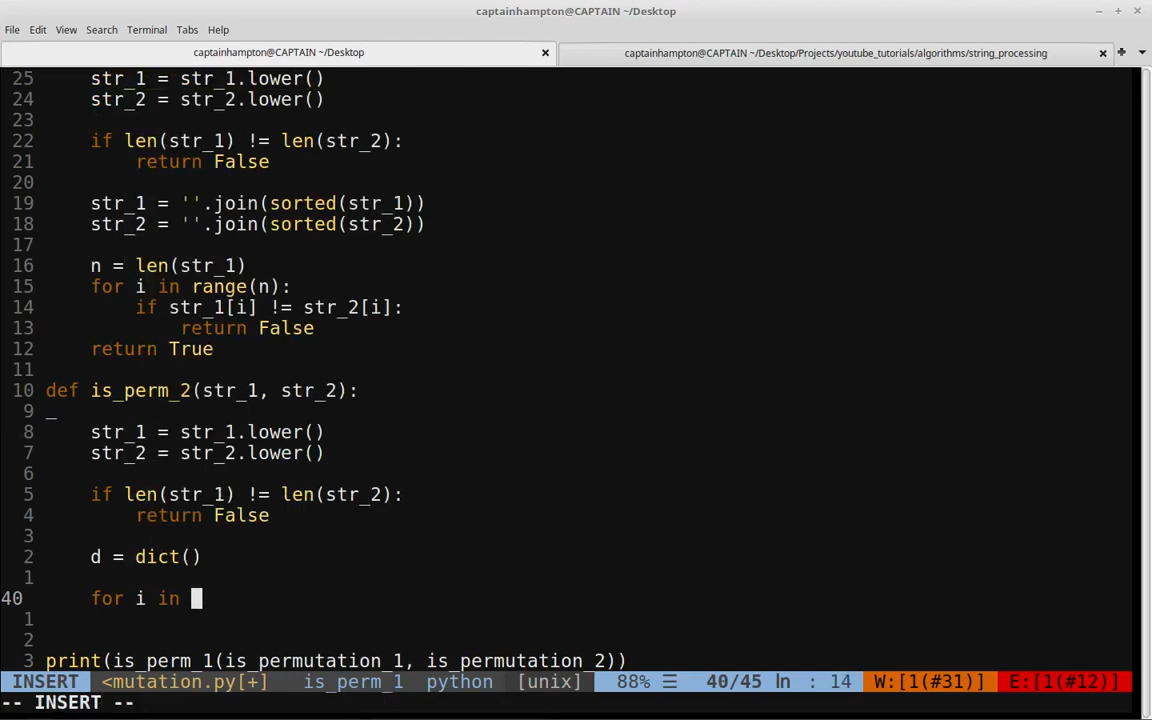 captainhampton@CAPTAIN ~/Desktop
File Edit View Search Terminal Tabs Help
captainhampton@CAPTAIN ~/Desktop × captainhampton@CAPTAIN ~/Desktop/Projects/youtube_tutorials/algorithms/string_processing ×
25 str_1 = str_1.lower()
24 str_2 = str_2.lower()
23
22 if len(str_1) != len(str_2):
21 return False
20
19 str_1 = ''.join(sorted(str_1))
18 str_2 = ''.join(sorted(str_2))
17
16 n = len(str_1)
15 for i in range(n):
14 if str_1[i] != str_2[i]:
13 return False
12 return True
11
10 def is_perm_2(str_1, str_2):
9 _
8 str_1 = str_1.lower()
7 str_2 = str_2.lower()
6
5 if len(str_1) != len(str_2):
4 return False
3
2 d = dict()
1
40 for i in
1
2
3 print(is_perm_1(is_permutation_1, is_permutation_2))
INSERT <mutation.py[+] is_perm_1 python [unix] 88% ☰ 40/45 ln : 14 W:[1(#31)] E:[1(#12)]
-- INSERT --